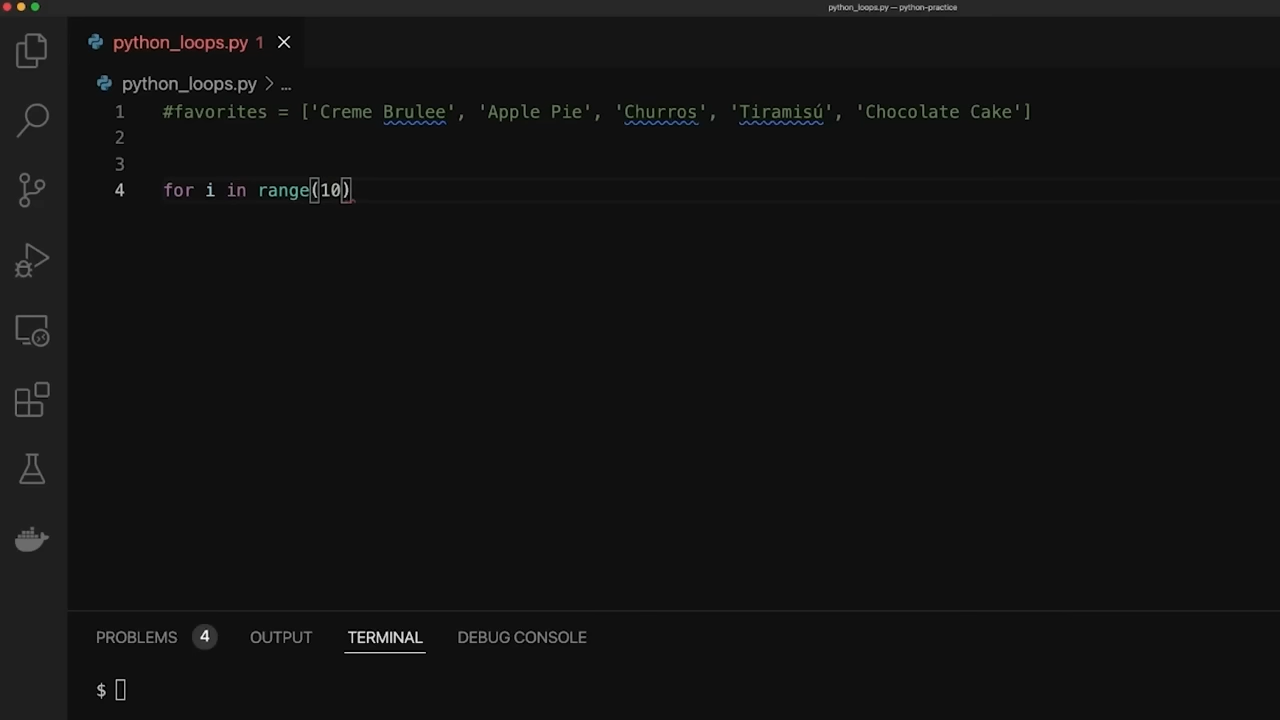 python_loops.py — python-practice
python_loops.py 1
python_loops.py > ...
1 #favorites = ['Creme Brulee', 'Apple Pie', 'Churros', 'Tiramisú', 'Chocolate Cake']
2
3
4 for i in range(10)
PROBLEMS 4 OUTPUT TERMINAL DEBUG CONSOLE
$